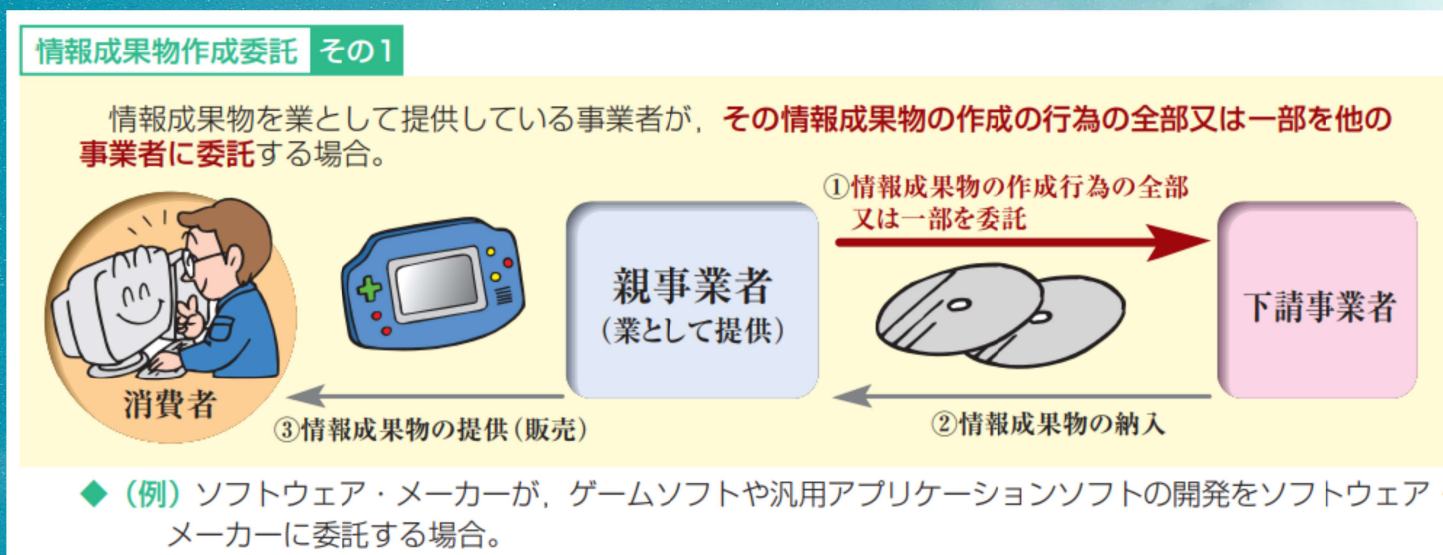 情報成果物作成委託 その1
情報成果物を業として提供している事業者が，その情報成果物の作成の行為の全部又は一部を他の
事業者に委託する場合。
①情報成果物の作成行為の全部
又は一部を委託
親事業者
（業として提供）
下請事業者
消費者
③情報成果物の提供（販売）
②情報成果物の納入
◆（例）ソフトウェア・メーカーが，ゲームソフトや汎用アプリケーションソフトの開発をソフトウェア・
メーカーに委託する場合。